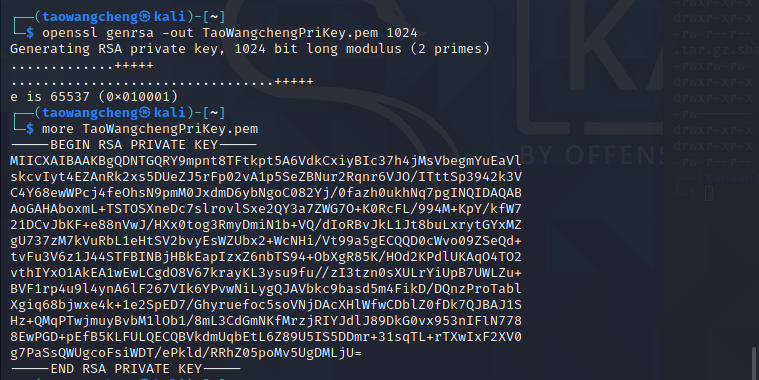 ┌──(taowangcheng㉿kali)-[~]
└─$ openssl genrsa -out TaoWangchengPriKey.pem 1024
Generating RSA private key, 1024 bit long modulus (2 primes)
.............+++++
.................................+++++
e is 65537 (0×010001)
┌──(taowangcheng㉿kali)-[~]
└─$ more TaoWangchengPriKey.pem
-----BEGIN RSA PRIVATE KEY-----
MIICXAIBAAKBgQDNTGQRY9mpnt8TFtkpt5A6VdkCxiyBIc37h4jMsVbegmYuEaVl
skcvIyt4EZAnRk2xs5DUeZJ5rFp02vA1p5SeZBNur2Rqnr6VJO/ITttSp3942k3V
C4Y68ewWPcj4feOhsN9pmM0JxdmD6ybNgoC082Yj/0fazh0ukhNq7pgINQIDAQAB
AoGAHAboxmL+TSTOSXneDc7slrovlSxe2QY3a7ZWG7O+K0RcFL/994M+KpY/kfW7
21DCvJbKF+e88nVwJ/HXx0tog3RmyDmiN1b+VQ/dIoRBvJkL1Jt8buLxrytGYxMZ
gU737zM7kVuRbL1eHtSV2bvyEsWZUbx2+WcNHi/Vt99a5gECQQD0cWvo09ZSeQd+
tvFu3V6z1J44STFBINBjHBkEapIzxZ6nbTS94+ObXgR85K/HOd2KPdlUKAqO4TO2
vthIYxO1AkEA1wEwLCgdO8V67krayKL3ysu9fu//zI3tzn0sXULrYiUpB7UWLZu+
BVF1rp4u9l4ynA6lF267VIk6YPvwNiLygQJAVbkc9basd5m4FikD/DQnzProTabl
Xgiq68bjwxe4k+1e2SpED7/Ghyruefoc5soVNjDAcXHlWfwCDblZ0fDk7QJBAJ1S
Hz+QMqPTwjmuyBvbM1lOb1/8mL3CdGmNKfMrzjRIYJdlJ89DkG0vx953nIFlN778
8EwPGD+pEfB5KLFULQECQBVkdmUqbEtL6Z89U5IS5DDmr+31sqTL+rTXwIxF2XV0
g7PaSsQWUgcoFsiWDT/ePkld/RRhZ05poMv5UgDMLjU=
-----END RSA PRIVATE KEY-----
BY OFFENS